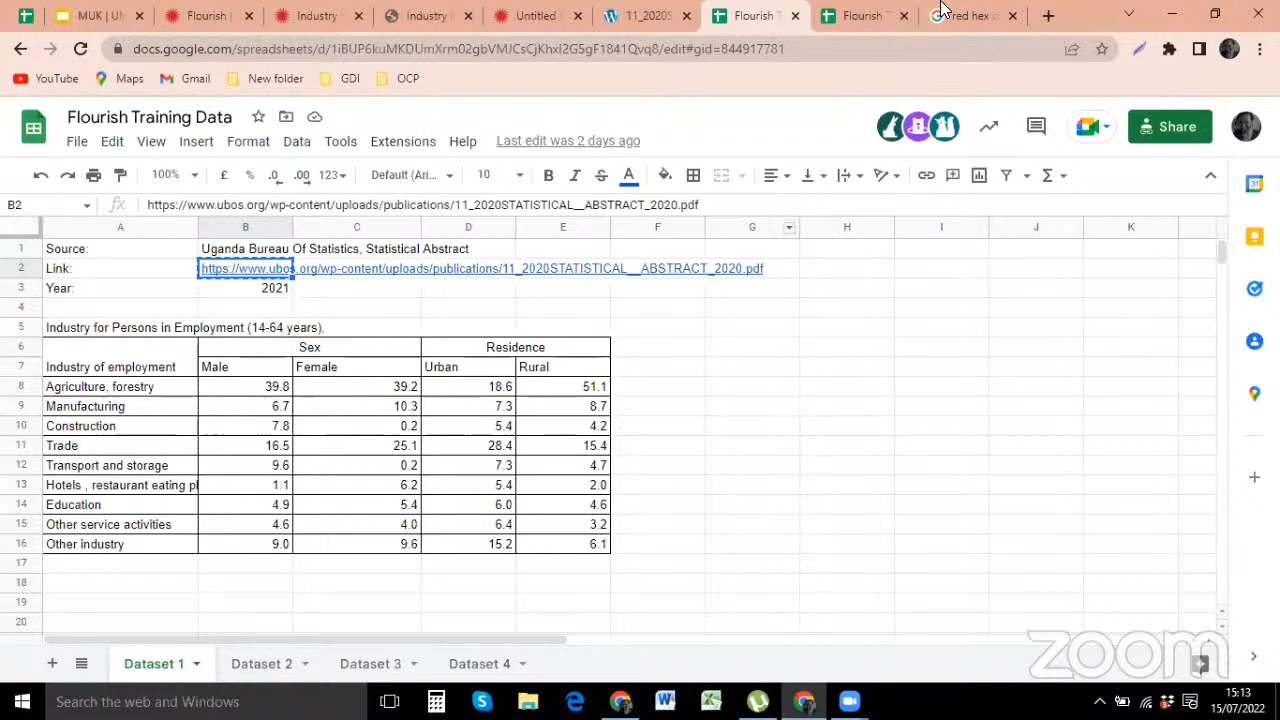 MUK | U
Flourish
Industry
Industry
Untitled
11_2020S
Flourish T
Flourish T
red hex c
docs.google.com/spreadsheets/d/1iBUP6kuMKDUmXrm02gbVMJCsCjKhxI2G5gF1841Qvq8/edit#gid=844917781
YouTube Maps Gmail New folder GDI OCP
Flourish Training Data
Share
File Edit View Insert Format Data Tools Extensions Help Last edit was 2 days ago
100% £ % .0 .00 123 Default (Ari... 10 B I S A
B2 fx https://www.ubos.org/wp-content/uploads/publications/11_2020STATISTICAL__ABSTRACT_2020.pdf
A B C D E F G H I J K
1 Source: Uganda Bureau Of Statistics, Statistical Abstract
2 Link: https://www.ubos.org/wp-content/uploads/publications/11_2020STATISTICAL__ABSTRACT_2020.pdf
3 Year: 2021
4
5 Industry for Persons in Employment (14-64 years),
6 Sex Residence
7 Industry of employment Male Female Urban Rural
8 Agriculture, forestry 39.8 39.2 18.6 51.1
9 Manufacturing 6.7 10.3 7.3 8.7
10 Construction 7.8 0.2 5.4 4.2
11 Trade 16.5 25.1 28.4 15.4
12 Transport and storage 9.6 0.2 7.3 4.7
13 Hotels , restaurant eating pl 1.1 6.2 5.4 2.0
14 Education 4.9 5.4 6.0 4.6
15 Other service activities 4.6 4.0 6.4 3.2
16 Other industry 9.0 9.6 15.2 6.1
17
18
19
20
Dataset 1 Dataset 2 Dataset 3 Dataset 4
zoom
Search the web and Windows
15:13
15/07/2022